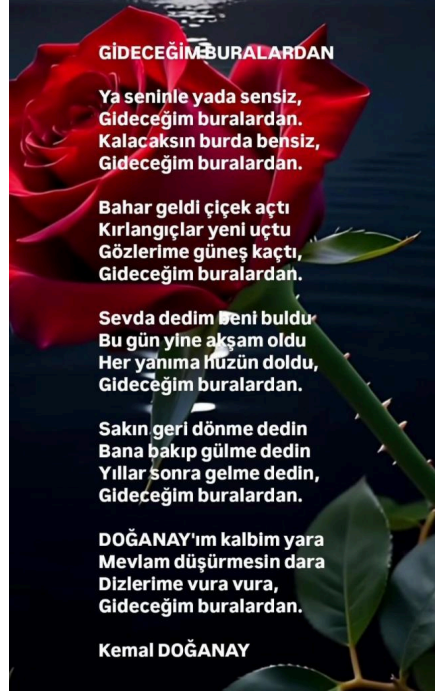 GİDECEĞİM BURALARDAN
Ya seninle yada sensiz,
Gideceğim buralardan.
Kalacaksın burda bensiz,
Gideceğim buralardan.
Bahar geldi çiçek açtı
Kırlangıçlar yeni uçtu
Gözlerime güneş kaçtı,
Gideceğim buralardan.
Sevda dedim beni buldu
Bu gün yine akşam oldu
Her yanıma hüzün doldu,
Gideceğim buralardan.
Sakın geri dönme dedin
Bana bakıp gülme dedin
Yıllar sonra gelme dedin,
Gideceğim buralardan.
DOĞANAY'ım kalbim yara
Mevlam düşürmesin dara
Dizlerime vura vura,
Gideceğim buralardan.
Kemal DOĞANAY